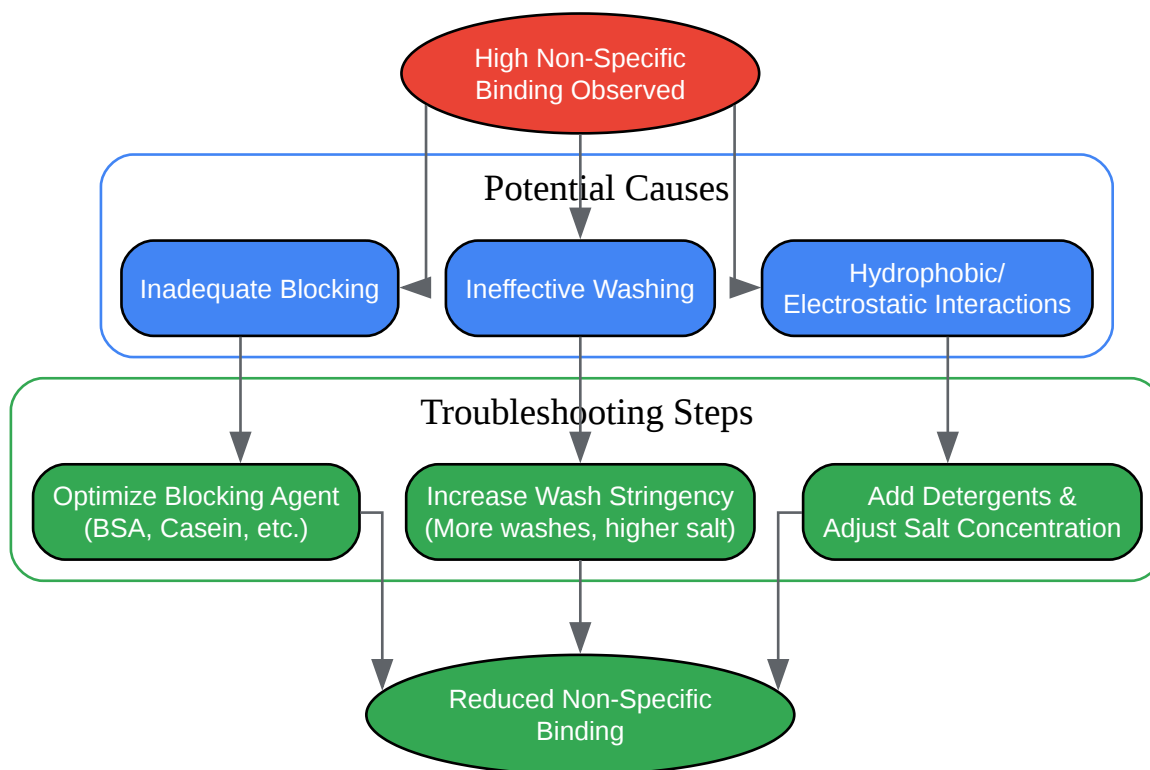 High Non-Specific
Binding Observed
Potential Causes
Inadequate Blocking
Ineffective Washing
Hydrophobic/
Electrostatic Interactions
Troubleshooting Steps
Optimize Blocking Agent
(BSA, Casein, etc.)
Increase Wash Stringency
(More washes, higher salt)
Add Detergents &
Adjust Salt Concentration
Reduced Non-Specific
Binding